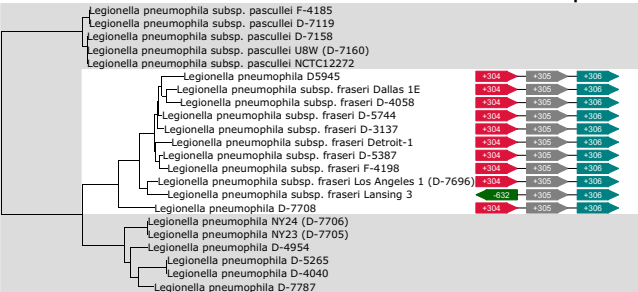 Legionella pneumophila subsp. pascullei F-4185
Legionella pneumophila subsp. pascullei D-7119
Legionella pneumophila subsp. pascullei D-7158
Legionella pneumophila subsp. pascullei U8W (D-7160)
Legionella pneumophila subsp. pascullei NCTC12272
Legionella pneumophila D5945 +304 +305 +306
Legionella pneumophila subsp. fraseri Dallas 1E +304 +305 +306
Legionella pneumophila subsp. fraseri D-4058 +304 +305 +306
Legionella pneumophila subsp. fraseri D-5744 +304 +305 +306
Legionella pneumophila subsp. fraseri D-3137 +304 +305 +306
Legionella pneumophila subsp. fraseri Detroit-1 +304 +305 +306
Legionella pneumophila subsp. fraseri D-5387 +304 +305 +306
Legionella pneumophila subsp. fraseri F-4198 +304 +305 +306
Legionella pneumophila subsp. fraseri Los Angeles 1 (D-7696) +304 +305 +306
Legionella pneumophila subsp. fraseri Lansing 3 -632 +305 +306
Legionella pneumophila D-7708 +304 +305 +306
Legionella pneumophila NY24 (D-7706)
Legionella pneumophila NY23 (D-7705)
Legionella pneumophila D-4954
Legionella pneumophila D-5265
Legionella pneumophila D-4040
Legionella pneumophila D-7787